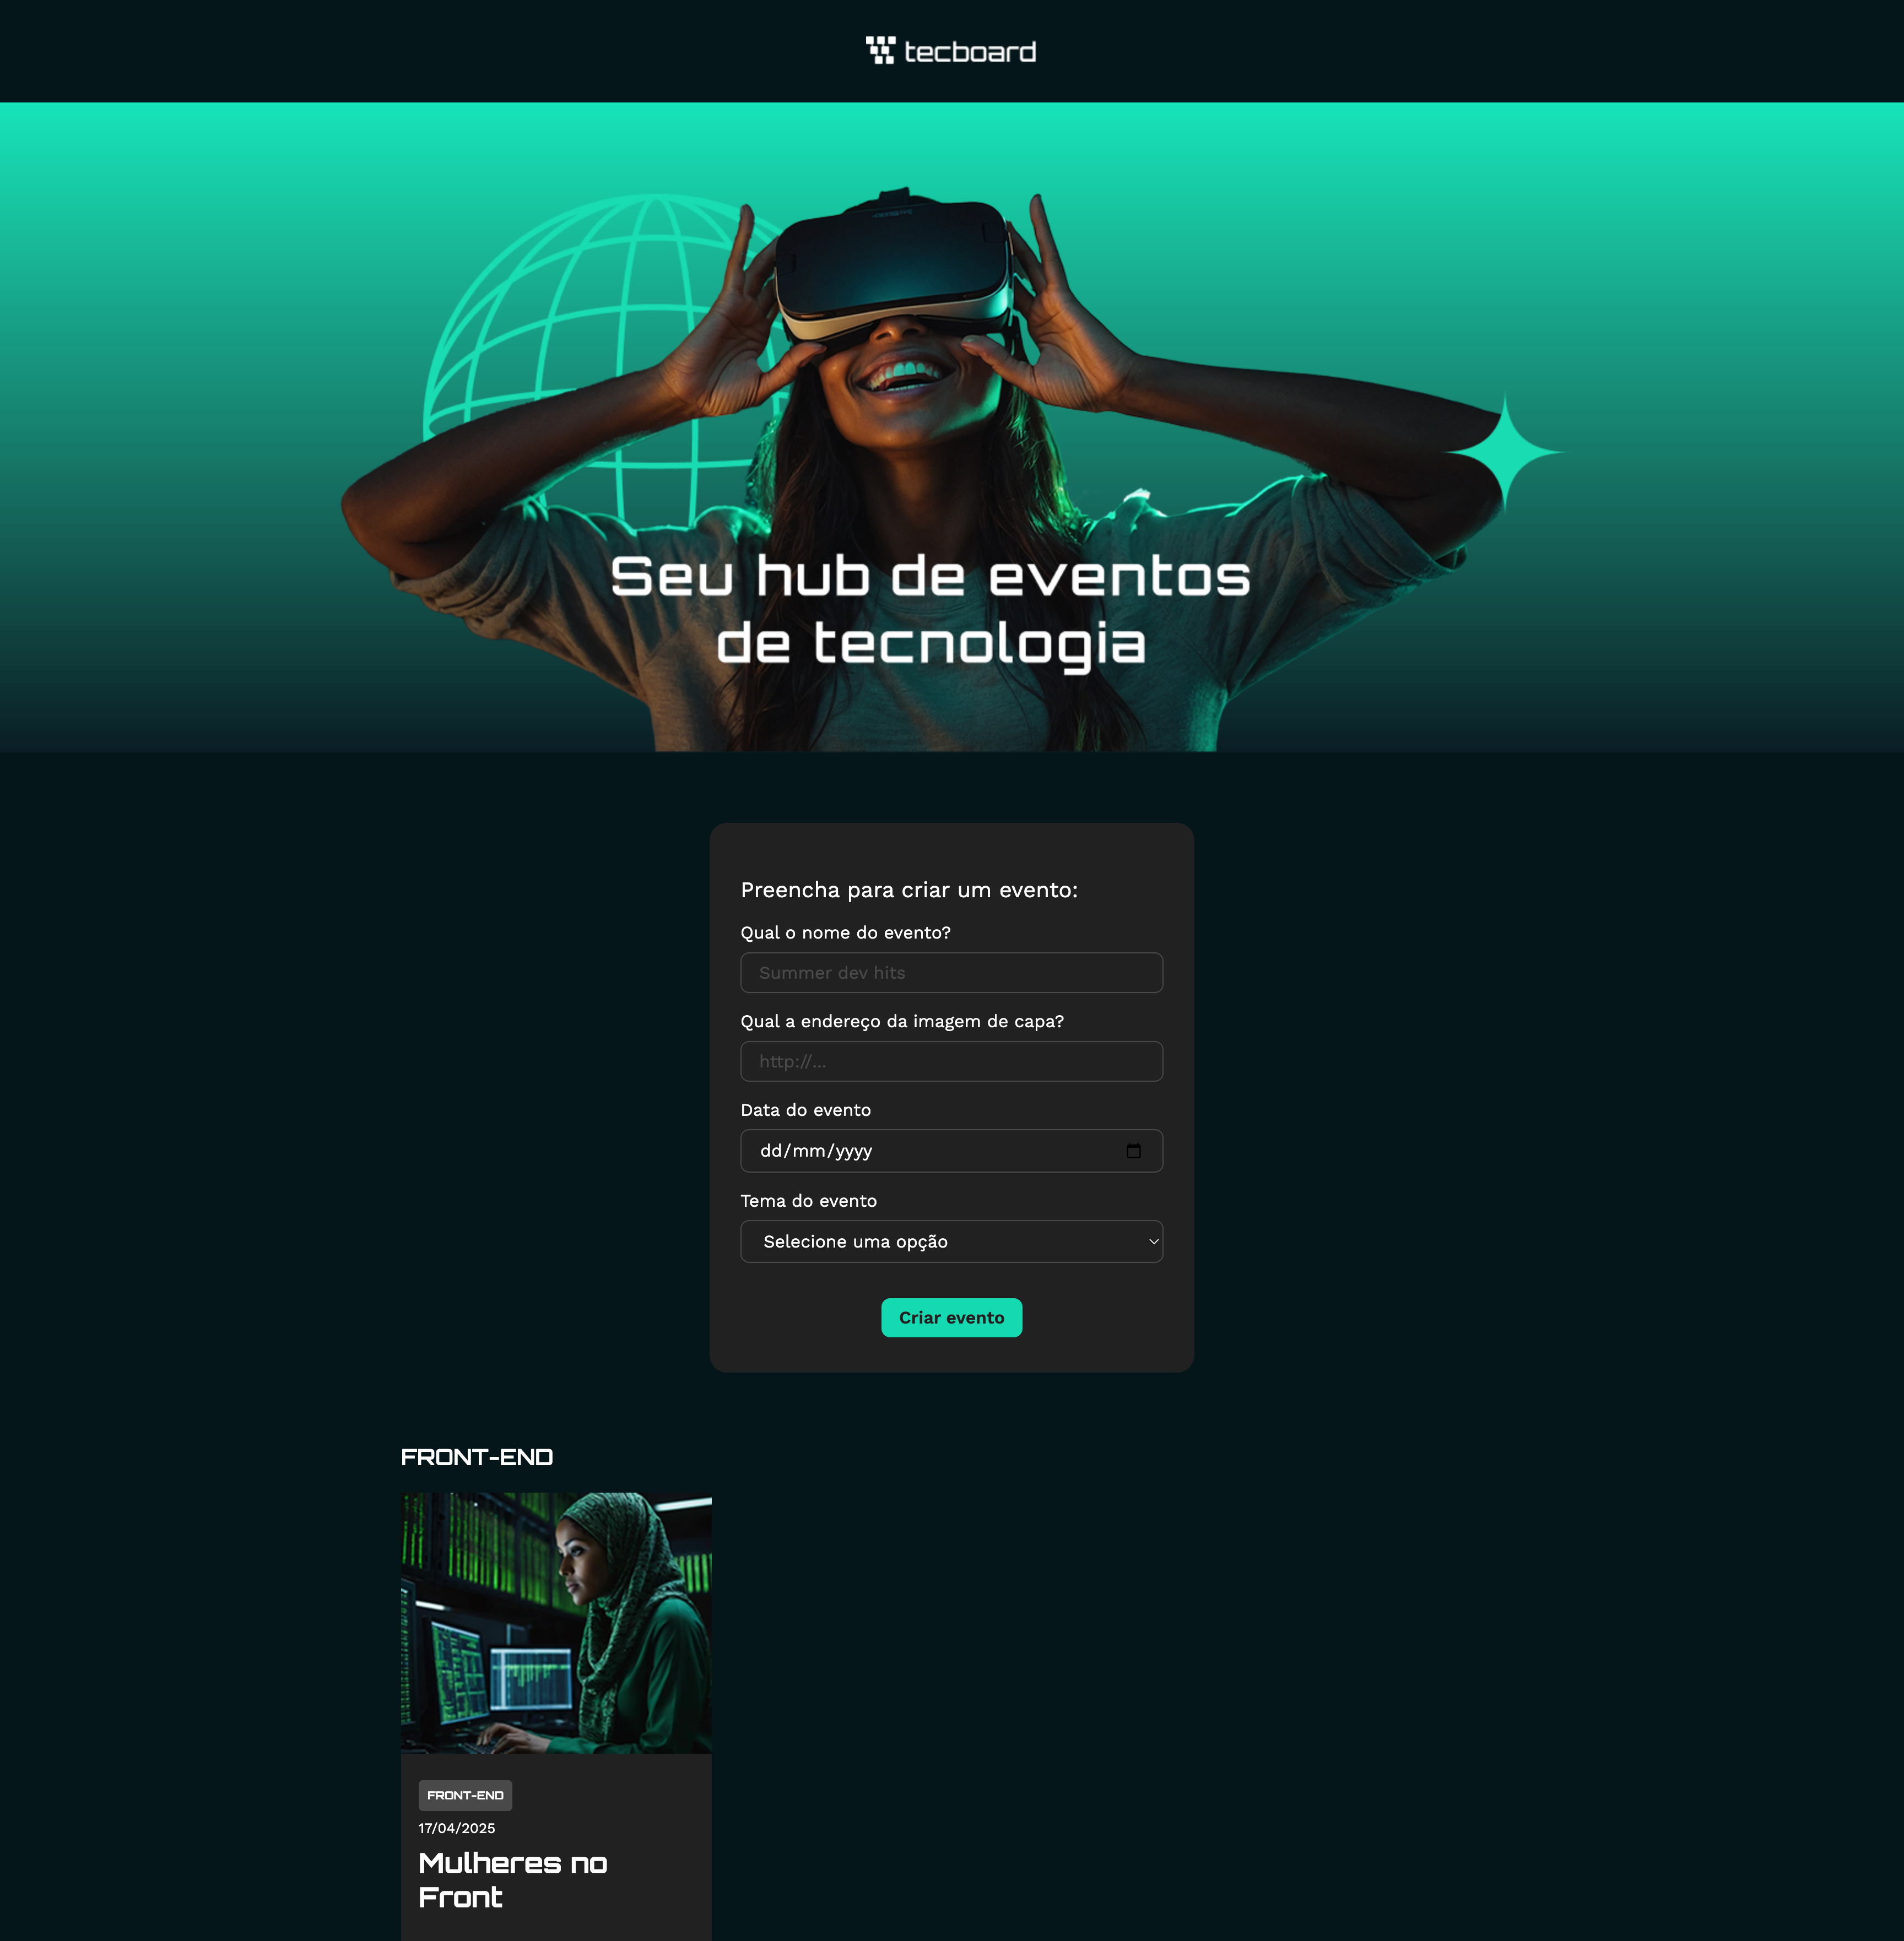 tecboard
Seu hub de eventos
de tecnologia
Preencha para criar um evento:
Qual o nome do evento?
Summer dev hits
Qual a endereço da imagem de capa?
http://...
Data do evento
dd/mm/yyyy
Tema do evento
Selecione uma opção
Criar evento
FRONT-END
FRONT-END
17/04/2025
Mulheres no
Front